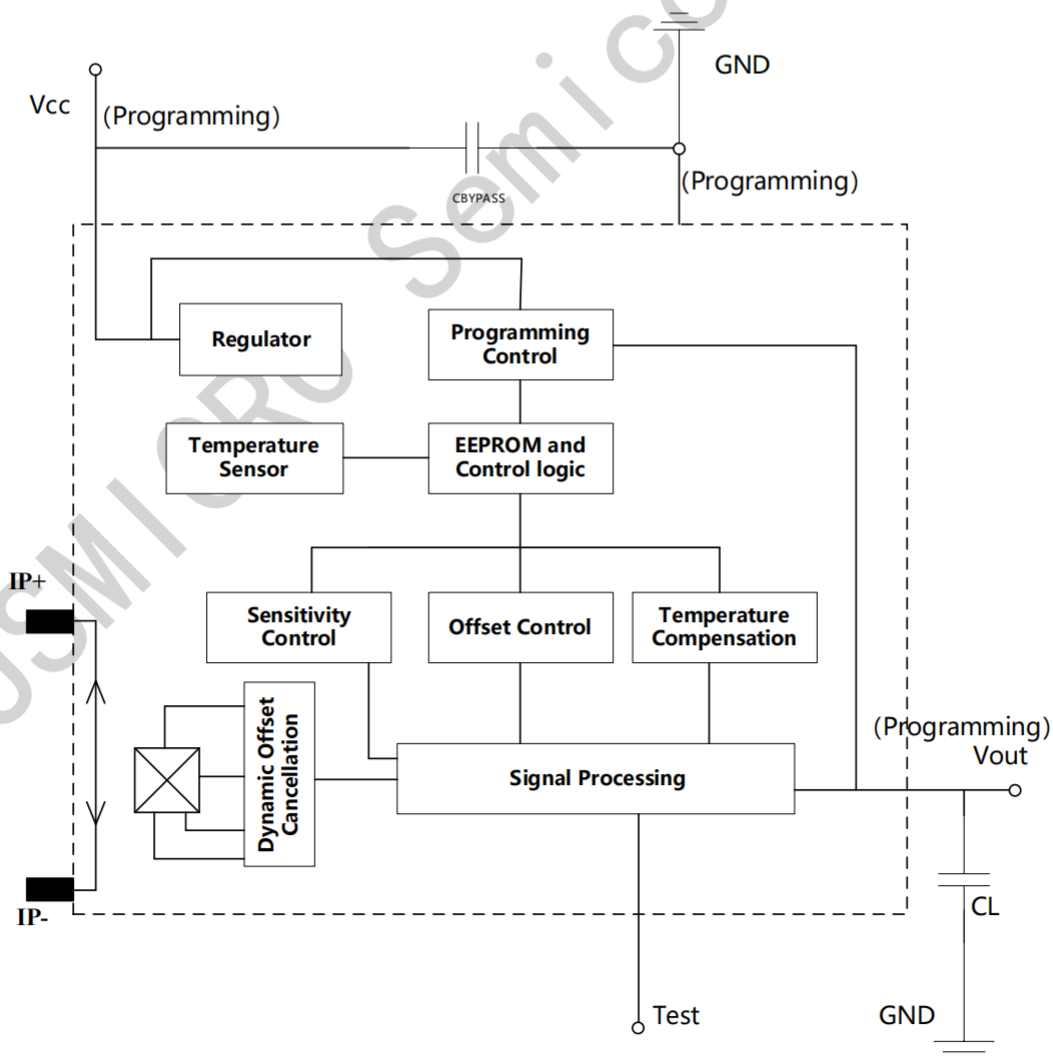 GND
Vcc
(Programming)
(Programming)
CBYPASS
Regulator
Programming
Control
Temperature
Sensor
EEPROM and
Control logic
IP+
Sensitivity
Control
Offset Control
Temperature
Compensation
Dynamic Offset
Cancellation
Signal Processing
(Programming)
Vout
IP-
CL
Test
GND